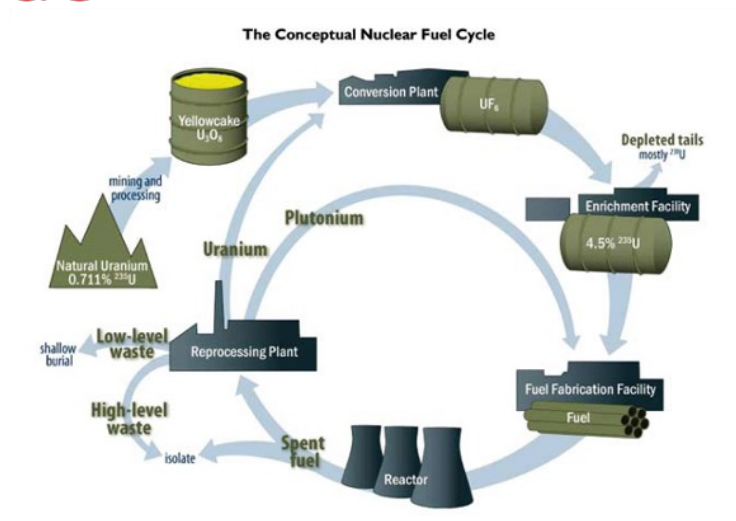 The Conceptual Nuclear Fuel Cycle
Yellowcake
U₃O₈
Conversion Plant
UF₆
Depleted tails
mostly ²³⁸U
mining and
processing
Enrichment Facility
4.5% ²³⁵U
Natural Uranium
0.711% ²³⁵U
Plutonium
Uranium
Low-level
waste
shallow
burial
Reprocessing Plant
Fuel Fabrication Facility
Fuel
High-level
waste
isolate
Spent
fuel
Reactor